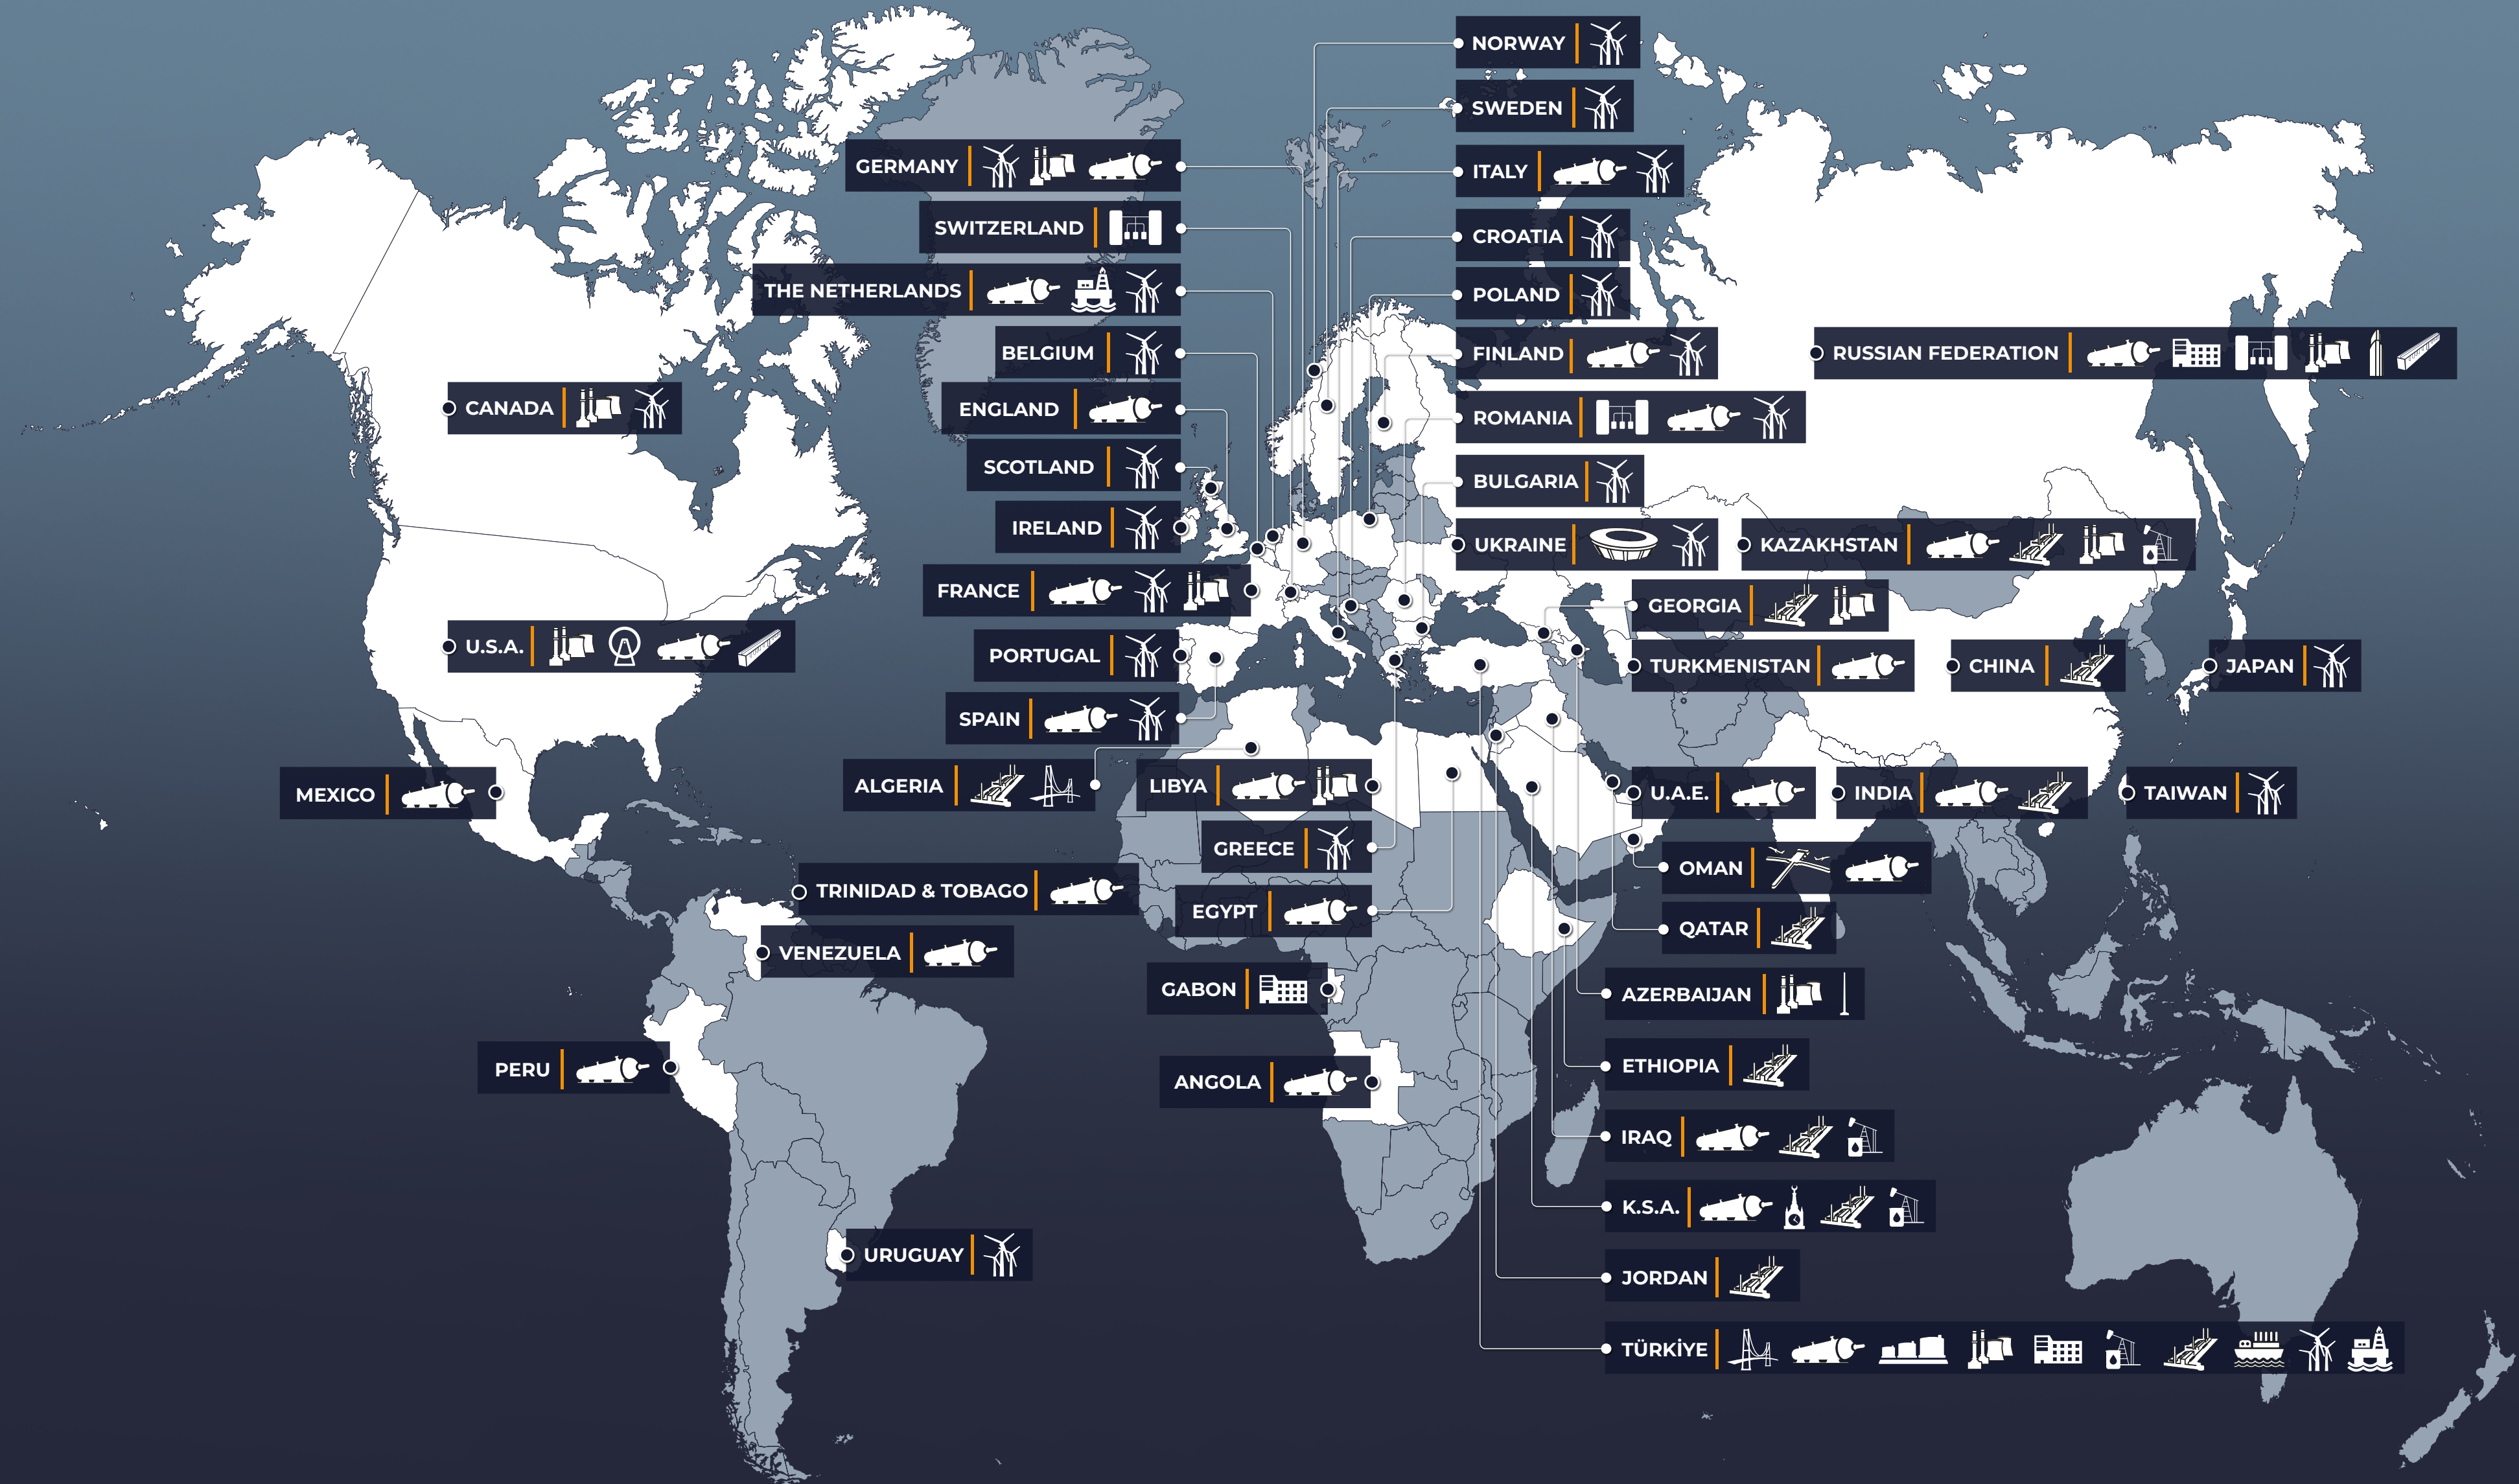 NORWAY
SWEDEN
GERMANY
ITALY
SWITZERLAND
CROATIA
THE NETHERLANDS
POLAND
BELGIUM
FINLAND
RUSSIAN FEDERATION
CANADA
ENGLAND
ROMANIA
SCOTLAND
BULGARIA
IRELAND
UKRAINE
KAZAKHSTAN
FRANCE
GEORGIA
U.S.A.
PORTUGAL
TURKMENISTAN
CHINA
JAPAN
SPAIN
MEXICO
ALGERIA
LIBYA
U.A.E.
INDIA
TAIWAN
GREECE
OMAN
TRINIDAD & TOBAGO
EGYPT
QATAR
VENEZUELA
GABON
AZERBAIJAN
PERU
ANGOLA
ETHIOPIA
IRAQ
K.S.A.
URUGUAY
JORDAN
TÜRKİYE